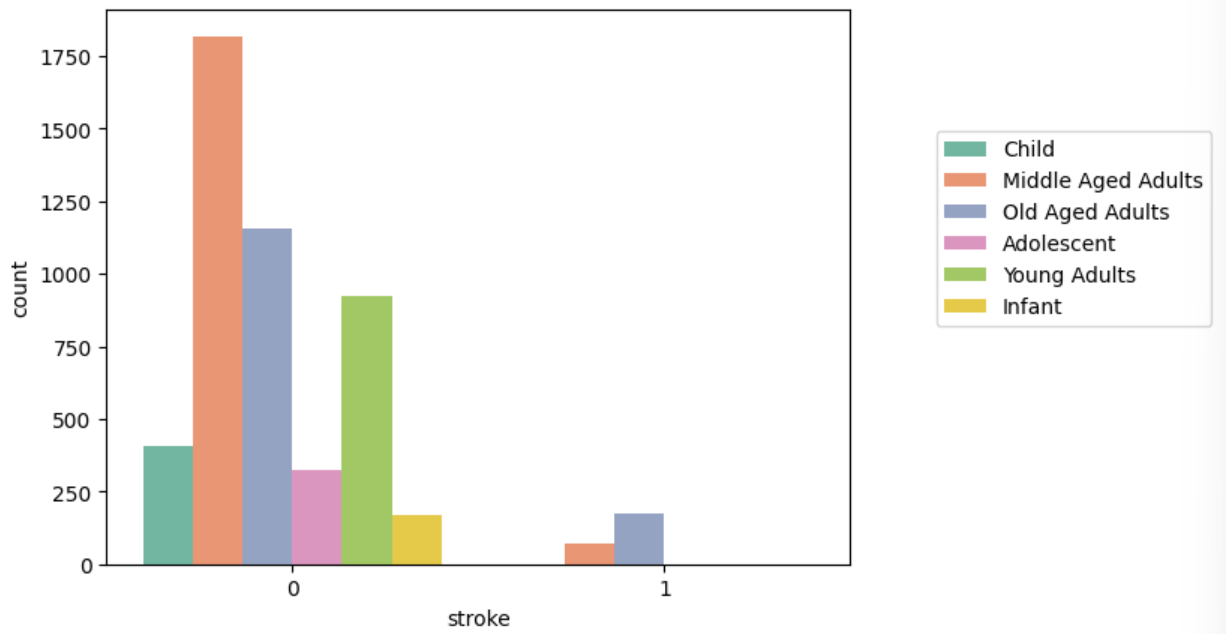 1750
1500
1250
1000
750
500
250
0
count
0
1
stroke
Child
Middle Aged Adults
Old Aged Adults
Adolescent
Young Adults
Infant